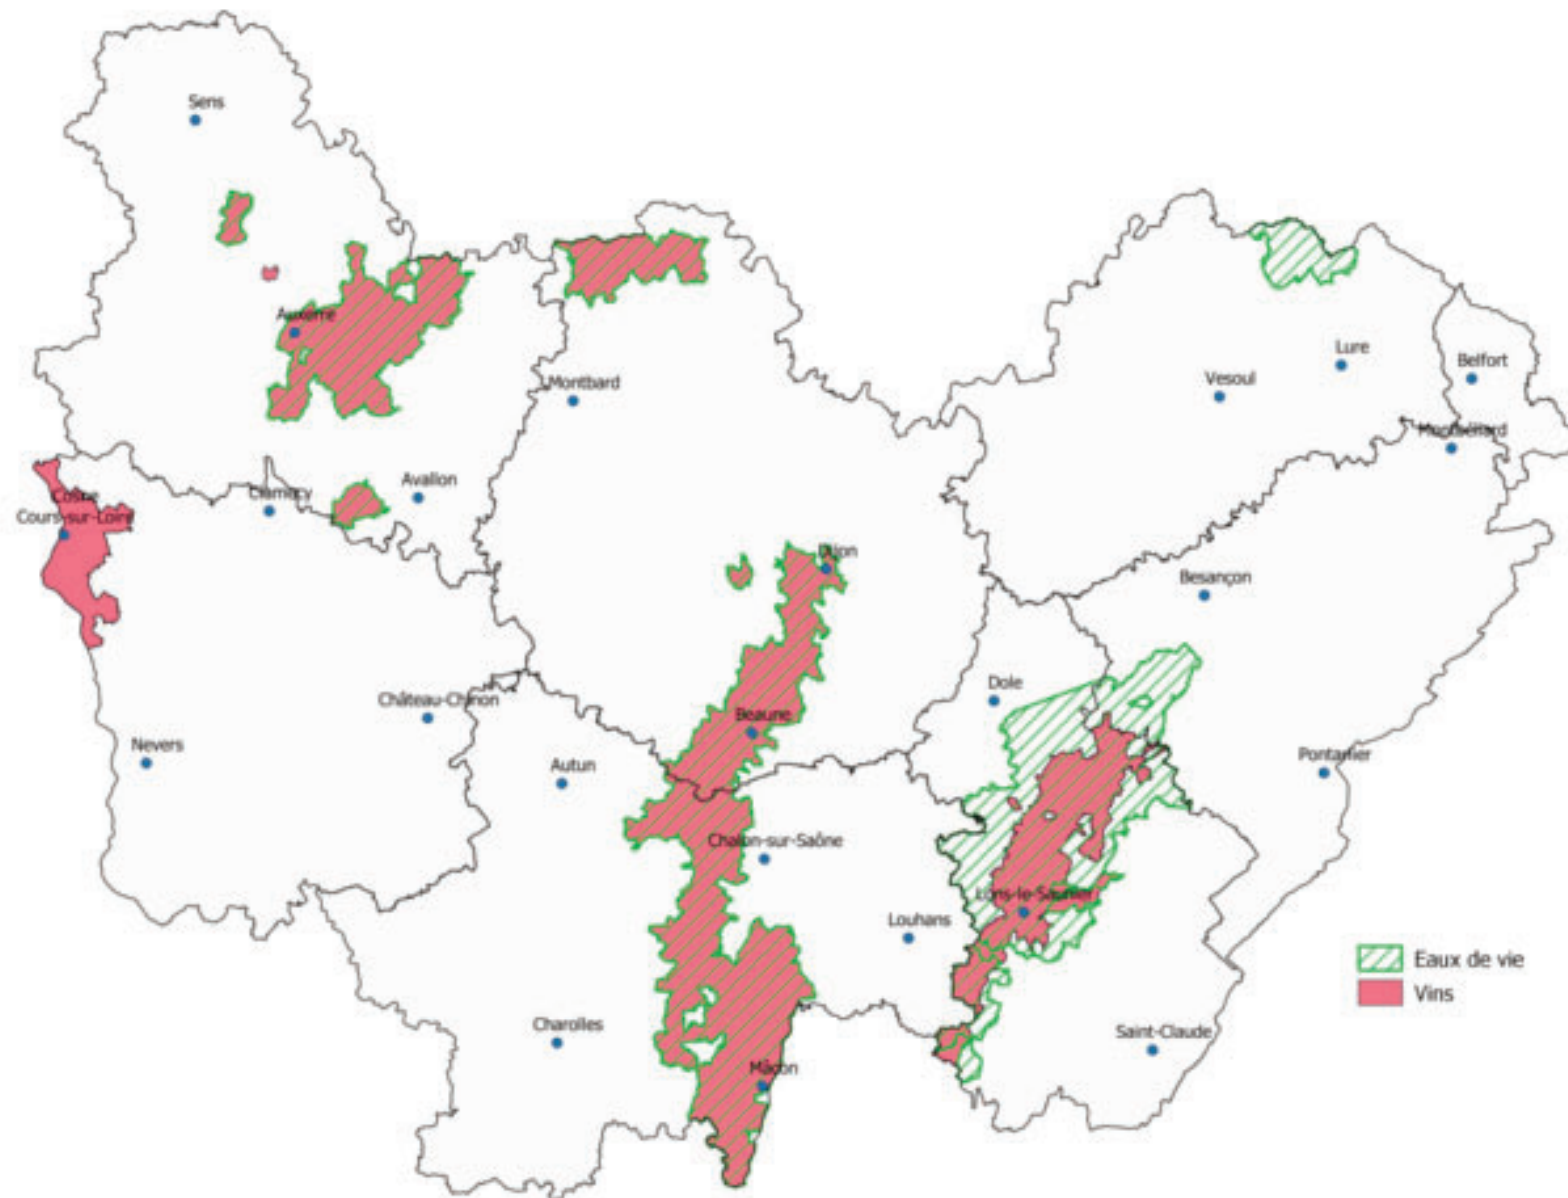 Sens
Auxerre
Montbard
Lure
Belfort
Vesoul
Montbéliard
Avallon
Clamecy
Cosne
Cours-sur-Loire
Dijon
Besançon
Dole
Château-Chinon
Beaune
Nevers
Autun
Pontarlier
Chalon-sur-Saône
Lons-le-Saunier
Louhans
Eaux de vie
Vins
Charolles
Saint-Claude
Mâcon